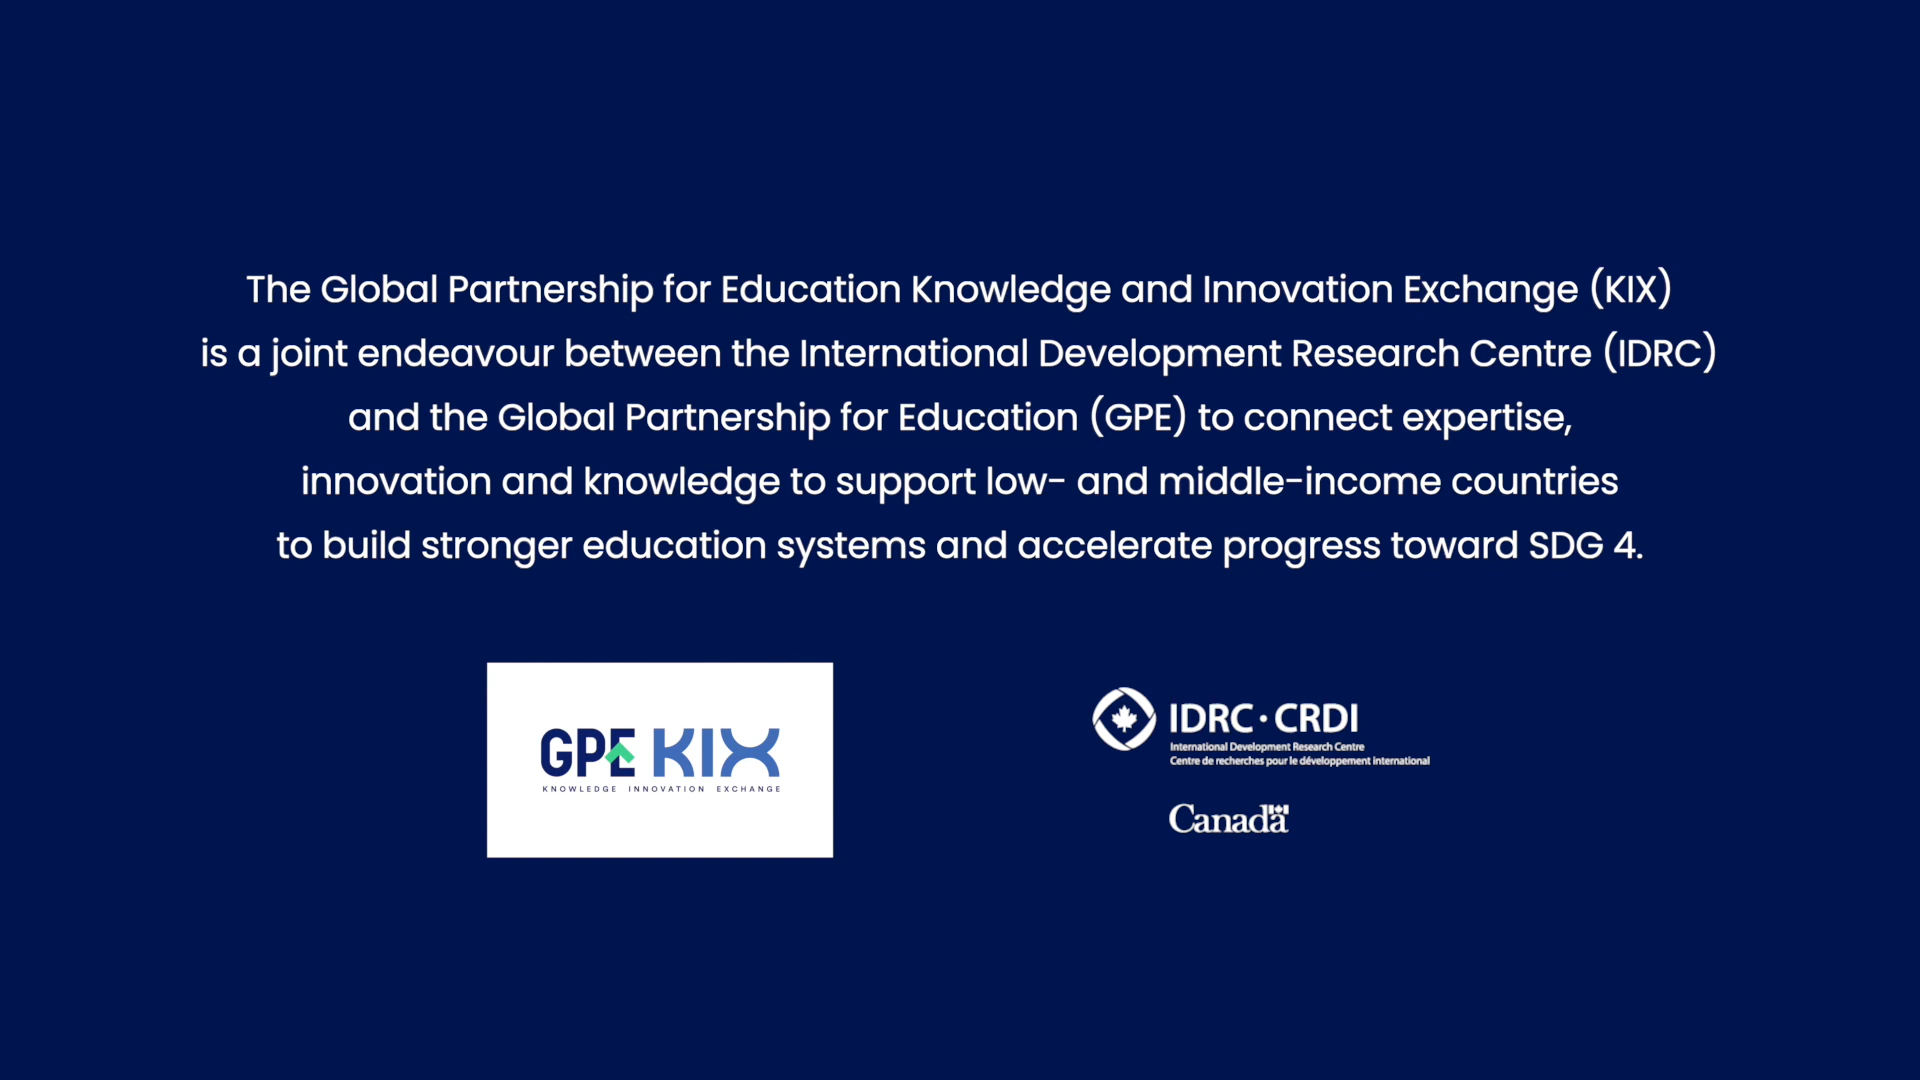 The Global Partnership for Education Knowledge and Innovation Exchange (KIX)
is a joint endeavour between the International Development Research Centre (IDRC)
and the Global Partnership for Education (GPE) to connect expertise,
innovation and knowledge to support low- and middle-income countries
to build stronger education systems and accelerate progress toward SDG 4.
GPE KIX
KNOWLEDGE INNOVATION EXCHANGE
IDRC · CRDI
International Development Research Centre
Centre de recherches pour le développement international
Canada